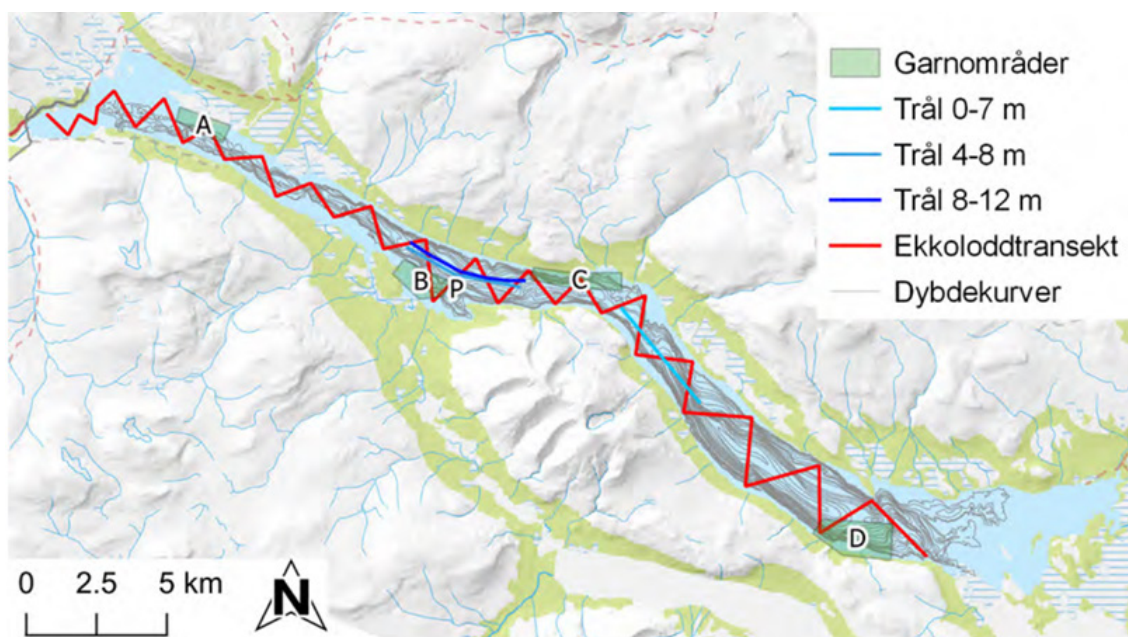 Garnområder
Trål 0-7 m
Trål 4-8 m
Trål 8-12 m
Ekkoloddtransekt
Dybdekurver
A
B P C
D
0 2.5 5 km
N